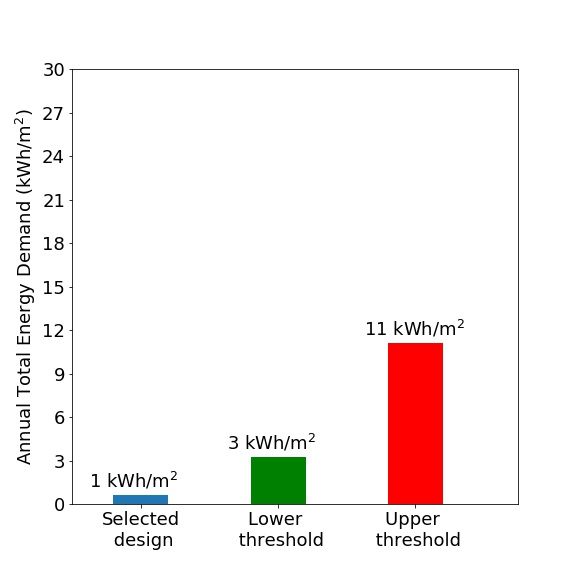 Annual Total Energy Demand (kWh/m²)
30
27
24
21
18
15
12
9
6
3
0
11 kWh/m²
3 kWh/m²
1 kWh/m²
Selected design
Lower threshold
Upper threshold